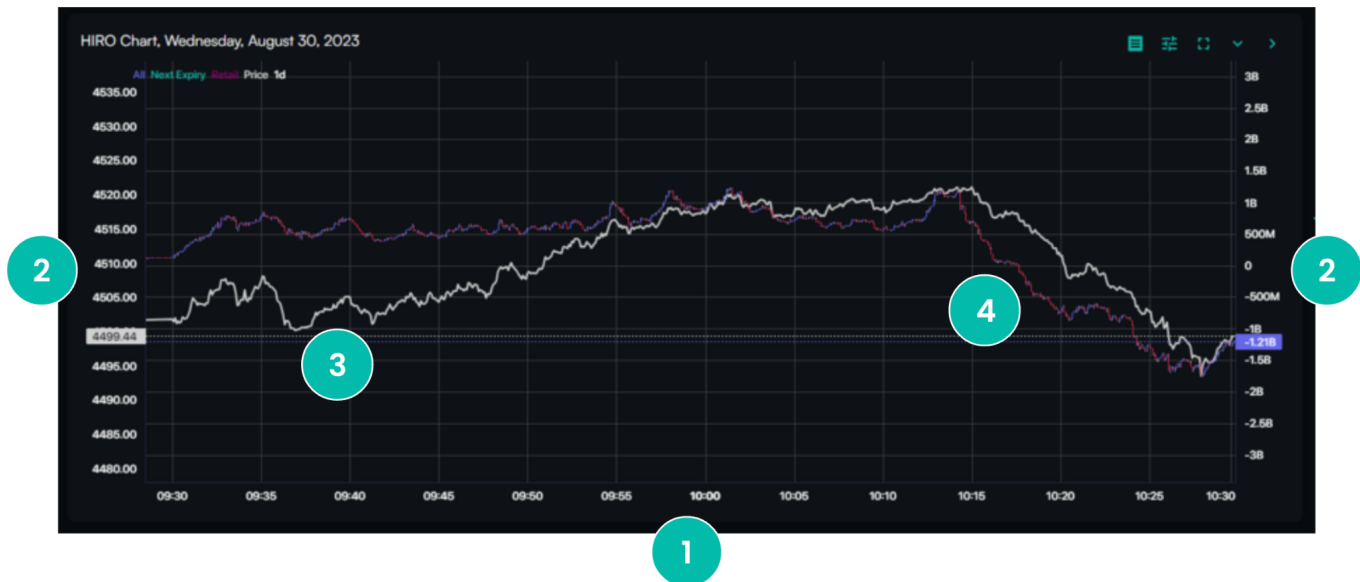 HIRO Chart, Wednesday, August 30, 2023
All Next Expiry Retail Price 1d
4535.00
4530.00
4525.00
4520.00
4515.00
4510.00
4505.00
4499.44
4495.00
4490.00
4485.00
4480.00
3B
2.5B
2B
1.5B
1B
500M
0
-500M
-1B
-1.21B
-1.5B
-2B
-2.5B
-3B
09:30 09:35 09:40 09:45 09:50 09:55 10:00 10:05 10:10 10:15 10:20 10:25 10:30
2
2
3
4
1